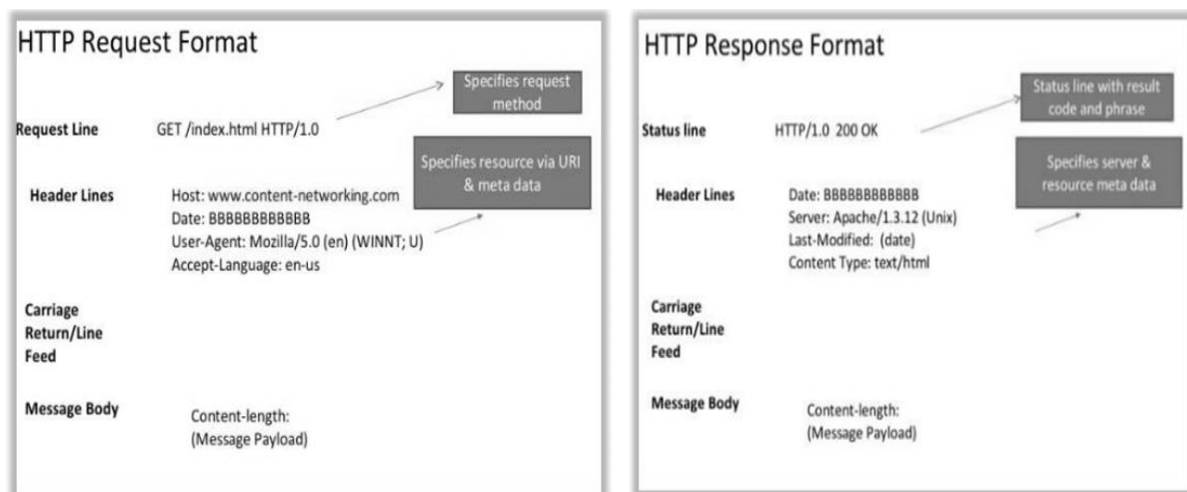 HTTP Request Format
Specifies request
method
Request Line GET /index.html HTTP/1.0
Specifies resource via URI
& meta data
Header Lines Host: www.content-networking.com
Date: BBBBBBBBBBBB
User-Agent: Mozilla/5.0 (en) (WINNT; U)
Accept-Language: en-us
Carriage
Return/Line
Feed
Message Body Content-length:
(Message Payload)
HTTP Response Format
Status line with result
code and phrase
Status line HTTP/1.0 200 OK
Specifies server &
resource meta data
Header Lines Date: BBBBBBBBBBBB
Server: Apache/1.3.12 (Unix)
Last-Modified: (date)
Content Type: text/html
Carriage
Return/Line
Feed
Message Body Content-length:
(Message Payload)